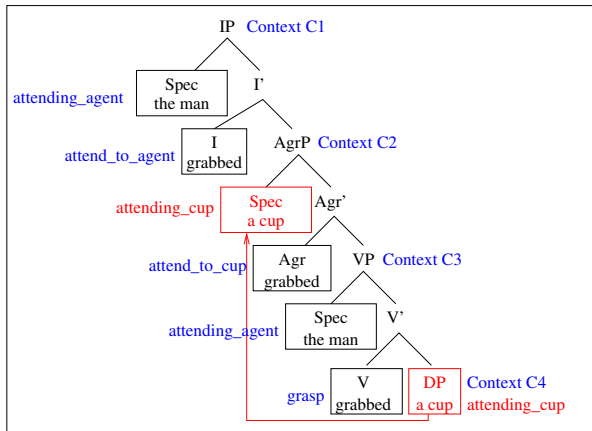 IP Context C1
Spec
the man
attending_agent
I’
I
grabbed
attend_to_agent
AgrP Context C2
Spec
a cup
attending_cup
Agr’
Agr
grabbed
attend_to_cup
VP Context C3
Spec
the man
attending_agent
V’
V
grabbed
grasp
DP
a cup
Context C4
attending_cup